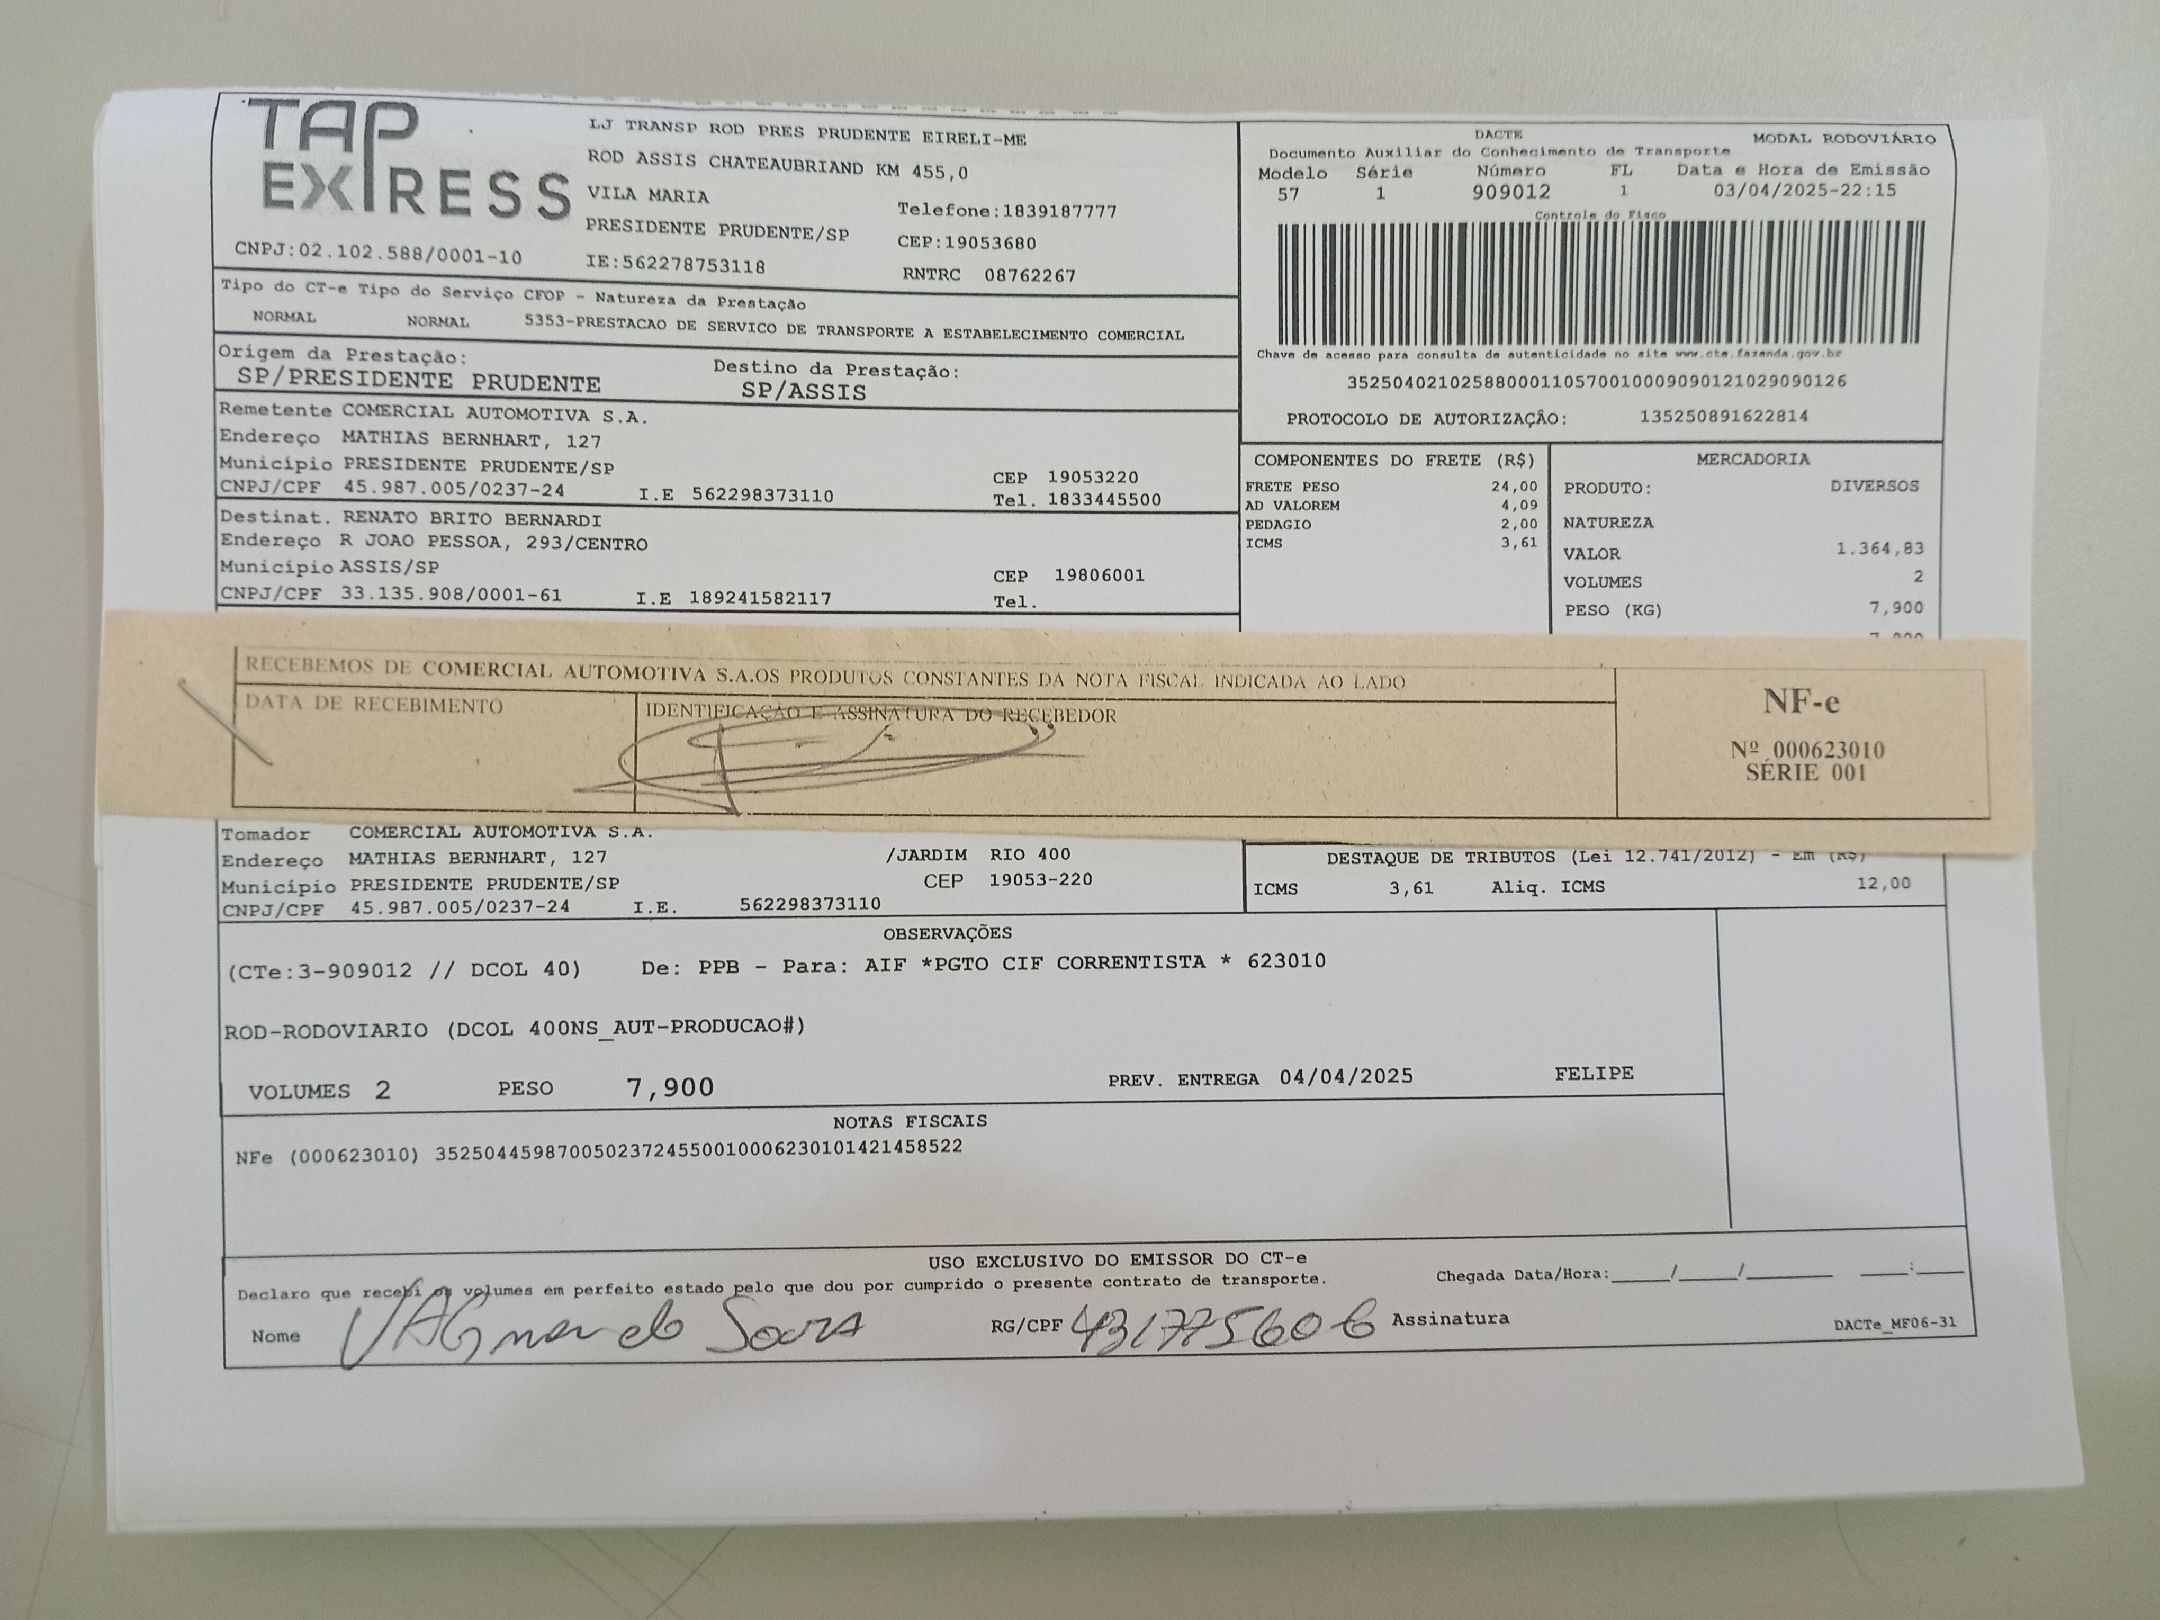 TAP
EXPRESS
LJ TRANSP ROD PRES PRUDENTE EIRELI-ME
ROD ASSIS CHATEAUBRIAND KM 455,0
VILA MARIA
Telefone:1839187777
PRESIDENTE PRUDENTE/SP
CEP:19053680
CNPJ:02.102.588/0001-10
IE:562278753118
RNTRC 08762267
DACTE MODAL RODOVIÁRIO
Documento Auxiliar do Conhecimento de Transporte
Modelo Série Número FL Data e Hora de Emissão
57 1 909012 1 03/04/2025-22:15
Controle do Fisco
Chave de acesso para consulta de autenticidade no site www.cte.fazenda.gov.br
35250402102588000110570010009090121029090126
PROTOCOLO DE AUTORIZAÇÃO: 135250891622814
Tipo do CT-e Tipo do Serviço CFOP - Natureza da Prestação
NORMAL NORMAL 5353-PRESTACAO DE SERVICO DE TRANSPORTE A ESTABELECIMENTO COMERCIAL
Origem da Prestação: Destino da Prestação:
SP/PRESIDENTE PRUDENTE SP/ASSIS
Remetente COMERCIAL AUTOMOTIVA S.A.
Endereço MATHIAS BERNHART, 127
Município PRESIDENTE PRUDENTE/SP CEP 19053220
CNPJ/CPF 45.987.005/0237-24 I.E 562298373110 Tel. 1833445500
Destinat. RENATO BRITO BERNARDI
Endereço R JOAO PESSOA, 293/CENTRO
Município ASSIS/SP CEP 19806001
CNPJ/CPF 33.135.908/0001-61 I.E 189241582117 Tel.
COMPONENTES DO FRETE (R$)
FRETE PESO 24,00
AD VALOREM 4,09
PEDAGIO 2,00
ICMS 3,61
MERCADORIA
PRODUTO: DIVERSOS
NATUREZA
VALOR 1.364,83
VOLUMES 2
PESO (KG) 7,900
RECEBEMOS DE COMERCIAL AUTOMOTIVA S.A.OS PRODUTOS CONSTANTES DA NOTA FISCAL INDICADA AO LADO
DATA DE RECEBIMENTO
IDENTIFICAÇÃO E ASSINATURA DO RECEBEDOR
NF-e
Nº 000623010
SÉRIE 001
Tomador COMERCIAL AUTOMOTIVA S.A.
Endereço MATHIAS BERNHART, 127 /JARDIM RIO 400
Município PRESIDENTE PRUDENTE/SP CEP 19053-220
CNPJ/CPF 45.987.005/0237-24 I.E. 562298373110
DESTAQUE DE TRIBUTOS (Lei 12.741/2012) - Em (R$)
ICMS 3,61 Aliq. ICMS 12,00
OBSERVAÇÕES
(CTe:3-909012 // DCOL 40) De: PPB - Para: AIF *PGTO CIF CORRENTISTA * 623010
ROD-RODOVIARIO (DCOL 400NS_AUT-PRODUCAO#)
VOLUMES 2 PESO 7,900 PREV. ENTREGA 04/04/2025 FELIPE
NOTAS FISCAIS
NFe (000623010) 35250445987005023724550010006230101421458522
USO EXCLUSIVO DO EMISSOR DO CT-e
Declaro que recebi os volumes em perfeito estado pelo que dou por cumprido o presente contrato de transporte. Chegada Data/Hora:_____/_____/________ ____:____
Nome VAGner de Souza RG/CPF 431775606 Assinatura
DACTe_MF06-31